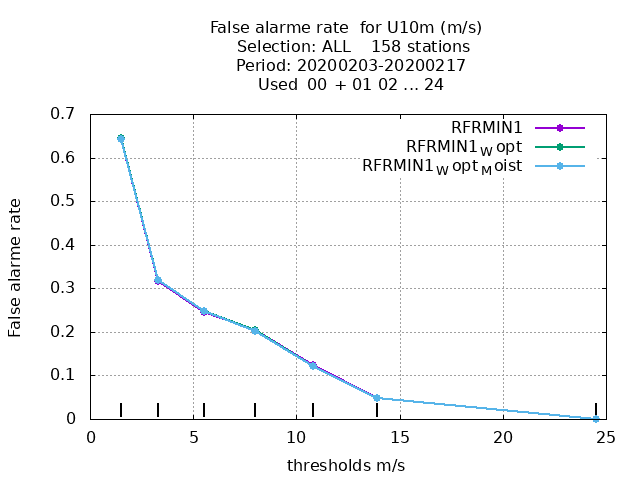 False alarme rate  for U10m (m/s)
Selection: ALL    158 stations
Period: 20200203-20200217
Used  00  + 01 02 ... 24
0.7
0.6
0.5
0.4
0.3
0.2
0.1
0
False alarme rate
RFRMIN1
RFRMIN1Wopt
RFRMIN1WoptMoist
0 5 10 15 20 25
thresholds m/s